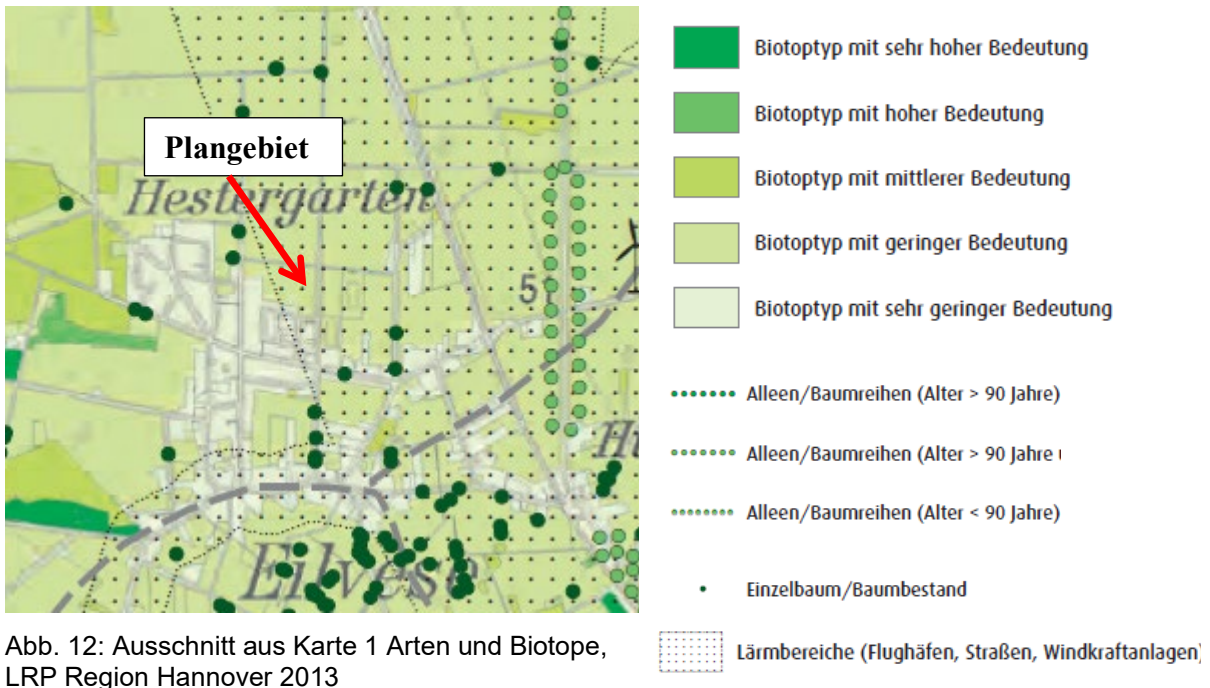 Plangebiet
Hestergarten
Eilvese
Biotoptyp mit sehr hoher Bedeutung
Biotoptyp mit hoher Bedeutung
Biotoptyp mit mittlerer Bedeutung
Biotoptyp mit geringer Bedeutung
Biotoptyp mit sehr geringer Bedeutung
Alleen/Baumreihen (Alter > 90 Jahre)
Alleen/Baumreihen (Alter > 90 Jahre
Alleen/Baumreihen (Alter < 90 Jahre)
Einzelbaum/Baumbestand
Lärmbereiche (Flughäfen, Straßen, Windkraftanlagen)
Abb. 12: Ausschnitt aus Karte 1 Arten und Biotope,
LRP Region Hannover 2013